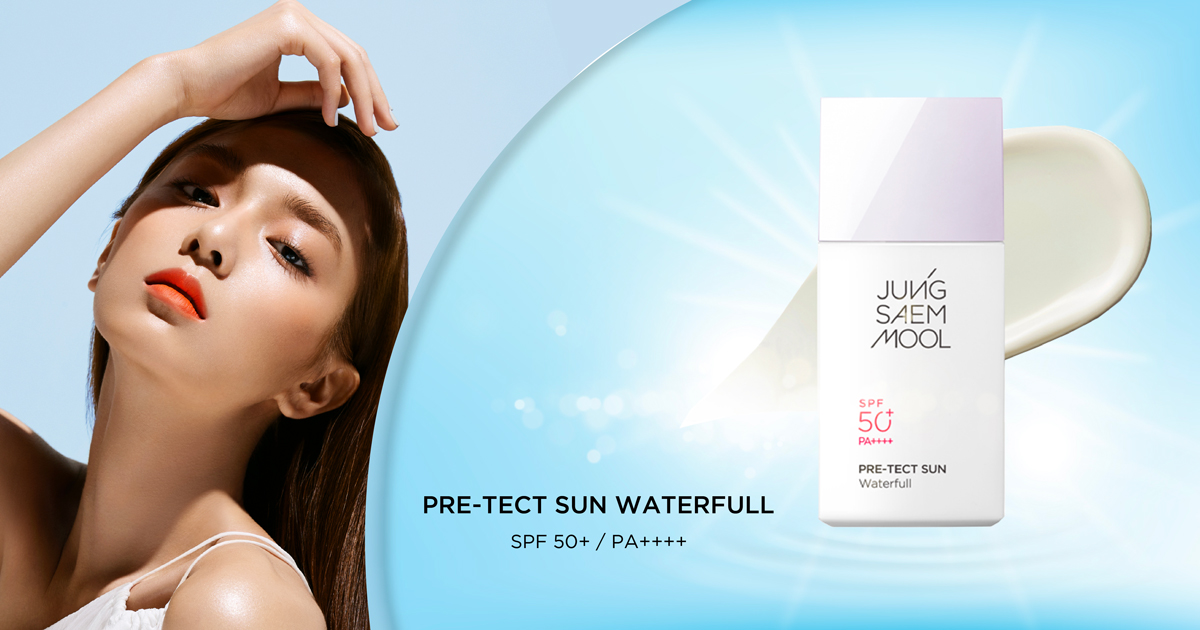 JUNG
SAEM
MOOL
SPF
50+
PA++++
PRE-TECT SUN
Waterfull
PRE-TECT SUN WATERFULL
SPF 50+ / PA++++